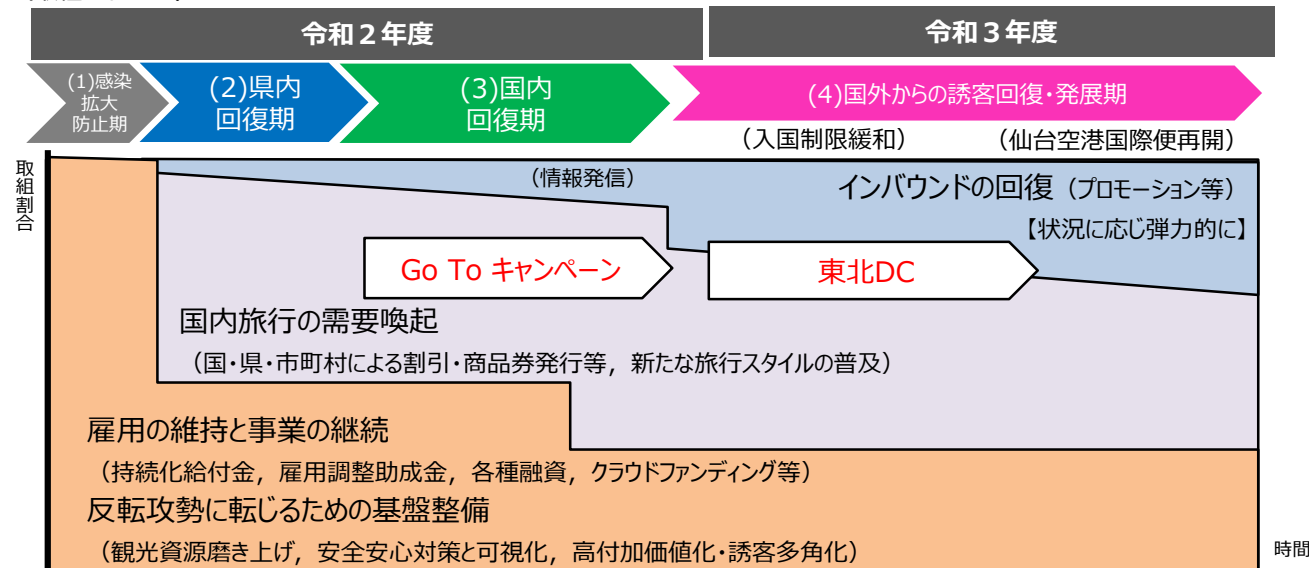 令和２年度
令和３年度
(1)感染
拡大
防止期
(2)県内
回復期
(3)国内
回復期
(4)国外からの誘客回復・発展期
（入国制限緩和）
（仙台空港国際便再開）
取組割合
（情報発信）
インバウンドの回復（プロモーション等）
【状況に応じ弾力的に】
Go To キャンペーン
東北DC
国内旅行の需要喚起
（国・県・市町村による割引・商品券発行等，新たな旅行スタイルの普及）
雇用の維持と事業の継続
（持続化給付金，雇用調整助成金，各種融資，クラウドファンディング等）
反転攻勢に転じるための基盤整備
（観光資源磨き上げ，安全安心対策と可視化，高付加価値化・誘客多角化）
時間